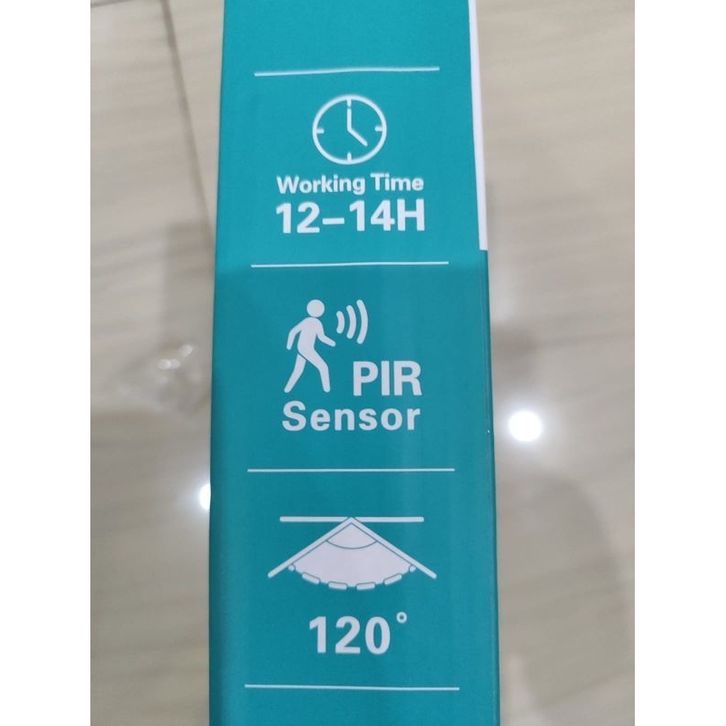 Working Time
12-14H
PIR
Sensor
120°